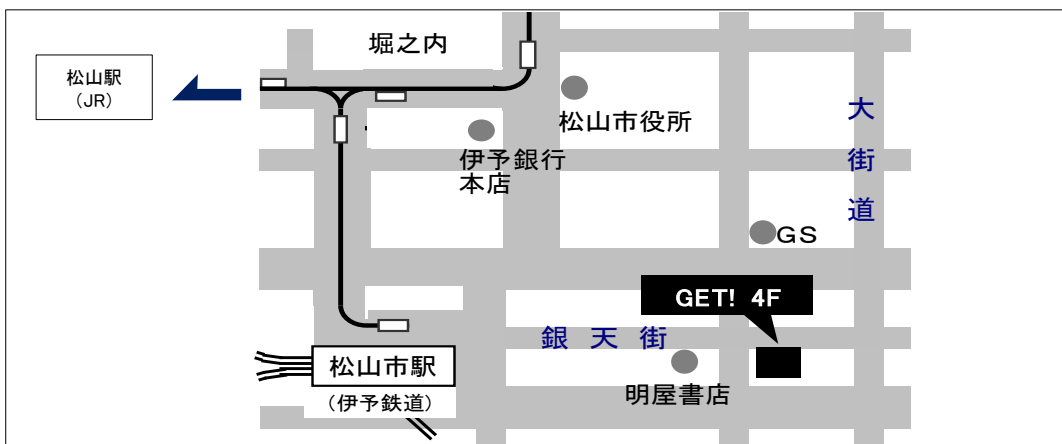 堀之内
松山駅
(JR)
松山市役所
大街道
伊予銀行
本店
GS
GET! 4F
銀天街
松山市駅
(伊予鉄道)
明屋書店